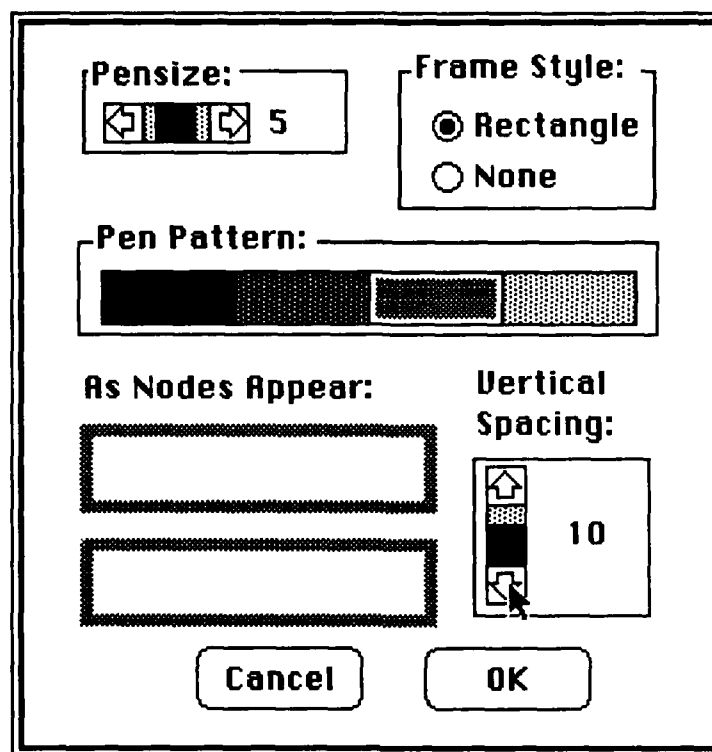 Pensize:
5
Frame Style:
Rectangle
None
Pen Pattern:
As Nodes Appear:
Vertical
Spacing:
10
Cancel
OK